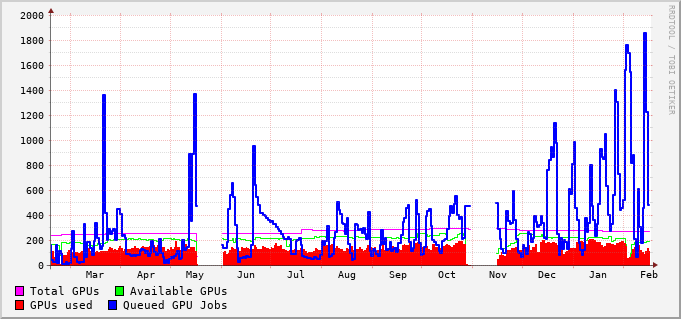 2000
1800
1600
1400
1200
1000
800
600
400
200
0
Mar Apr May Jun Jul Aug Sep Oct Nov Dec Jan Feb
Total GPUs Available GPUs
GPUs used Queued GPU Jobs
RRDTOOL / TOBI OETIKER